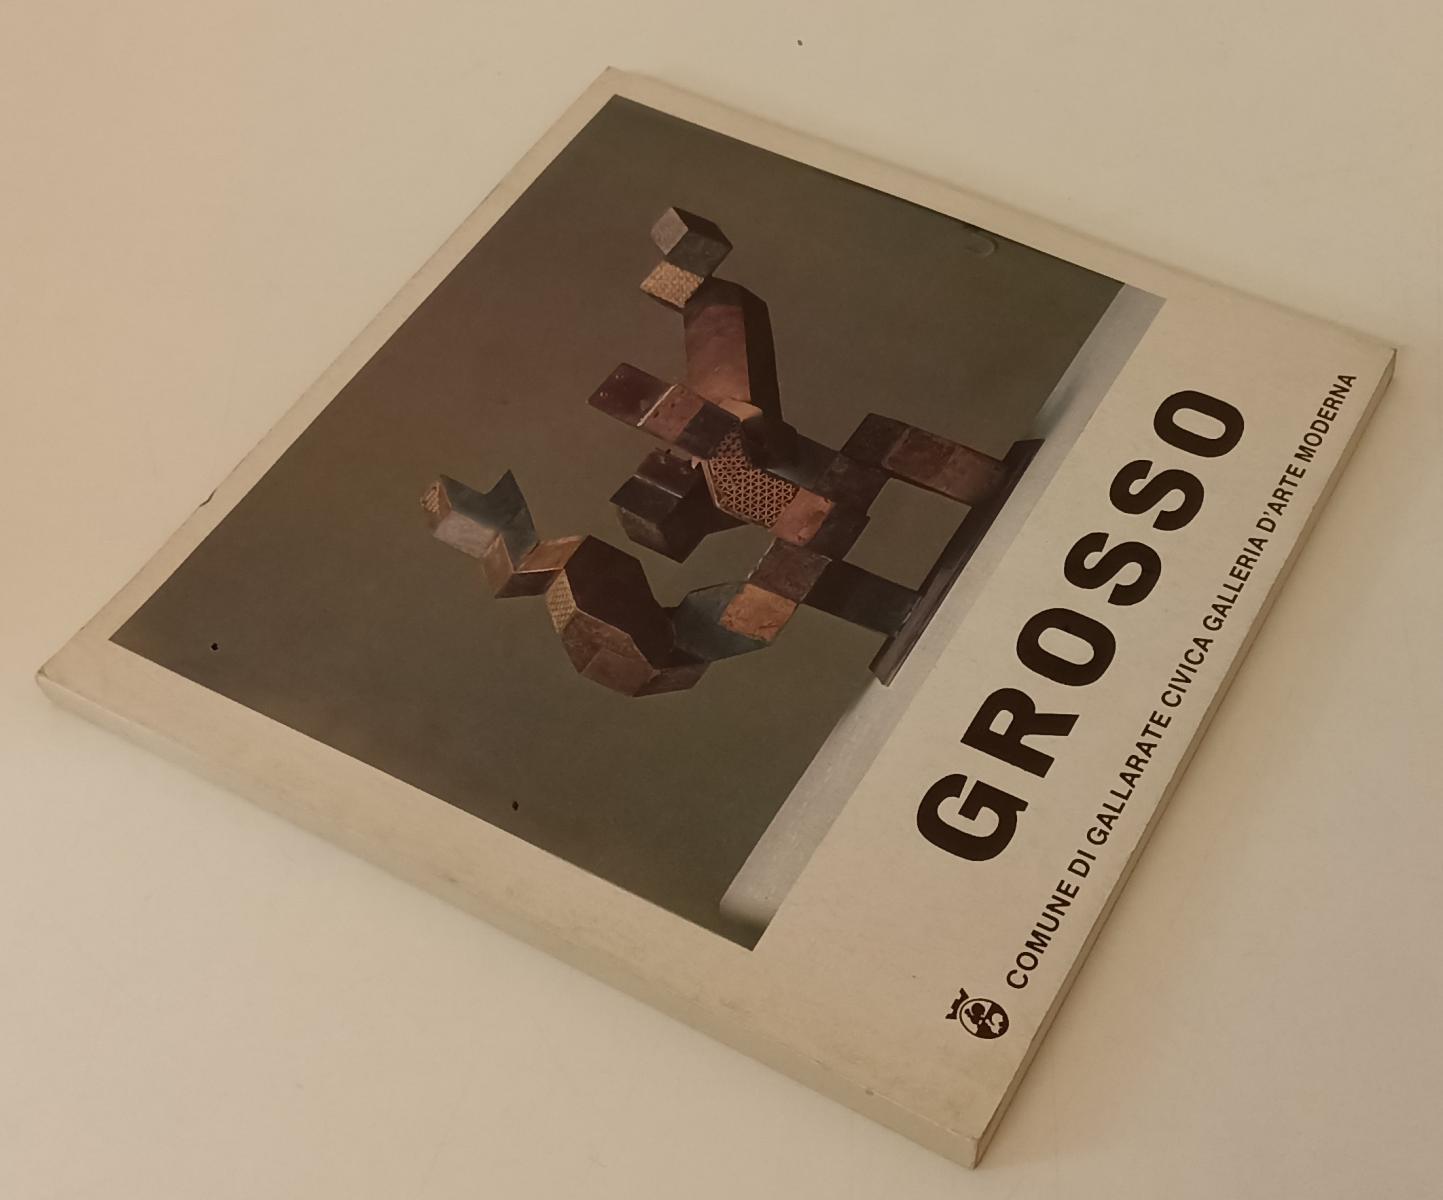 GROSSO
COMUNE DI GALLARATE CIVICA GALLERIA D'ARTE MODERNA